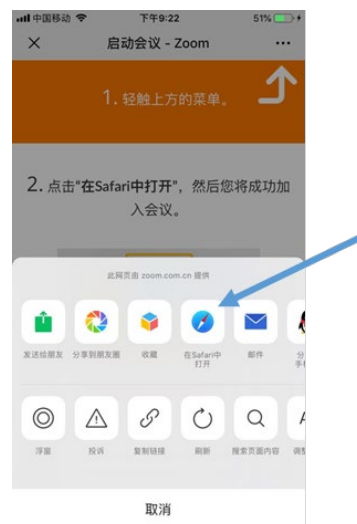 中国移动 下午9:22 51%
启动会议 - Zoom
1. 轻触上方的菜单。
2. 点击“在Safari中打开”，然后您将成功加
入会议。
此网页由 zoom.com.cn 提供
发送给朋友 分享到朋友圈 收藏 在Safari中 邮件 分
打开 手
浮窗 投诉 复制链接 刷新 搜索页面内容 调整
取消